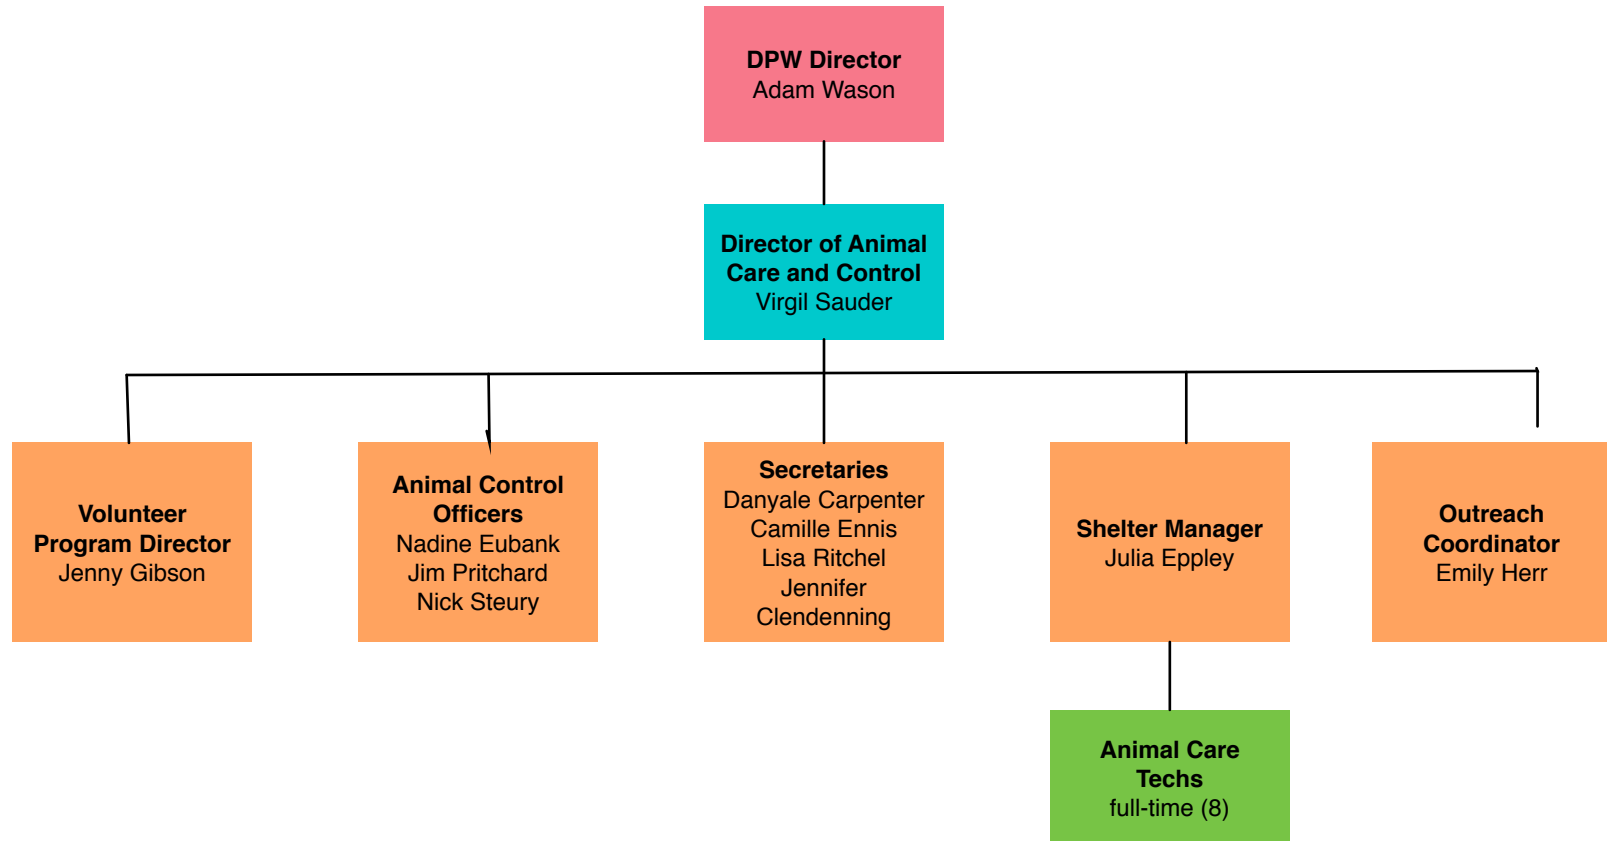 DPW Director
Adam Wason
Director of Animal
Care and Control
Virgil Sauder
Volunteer
Program Director
Jenny Gibson
Animal Control
Officers
Nadine Eubank
Jim Pritchard
Nick Steury
Secretaries
Danyale Carpenter
Camille Ennis
Lisa Ritchel
Jennifer
Clendenning
Shelter Manager
Julia Eppley
Outreach
Coordinator
Emily Herr
Animal Care
Techs
full-time (8)